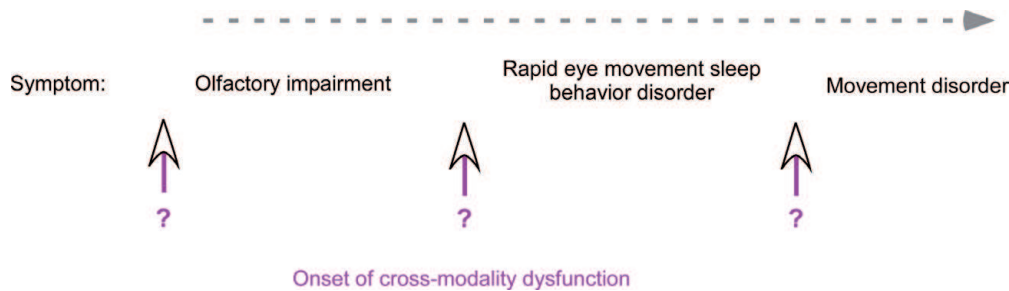 Symptom:
Olfactory impairment
Rapid eye movement sleep
behavior disorder
Movement disorder
? ? ?
Onset of cross-modality dysfunction